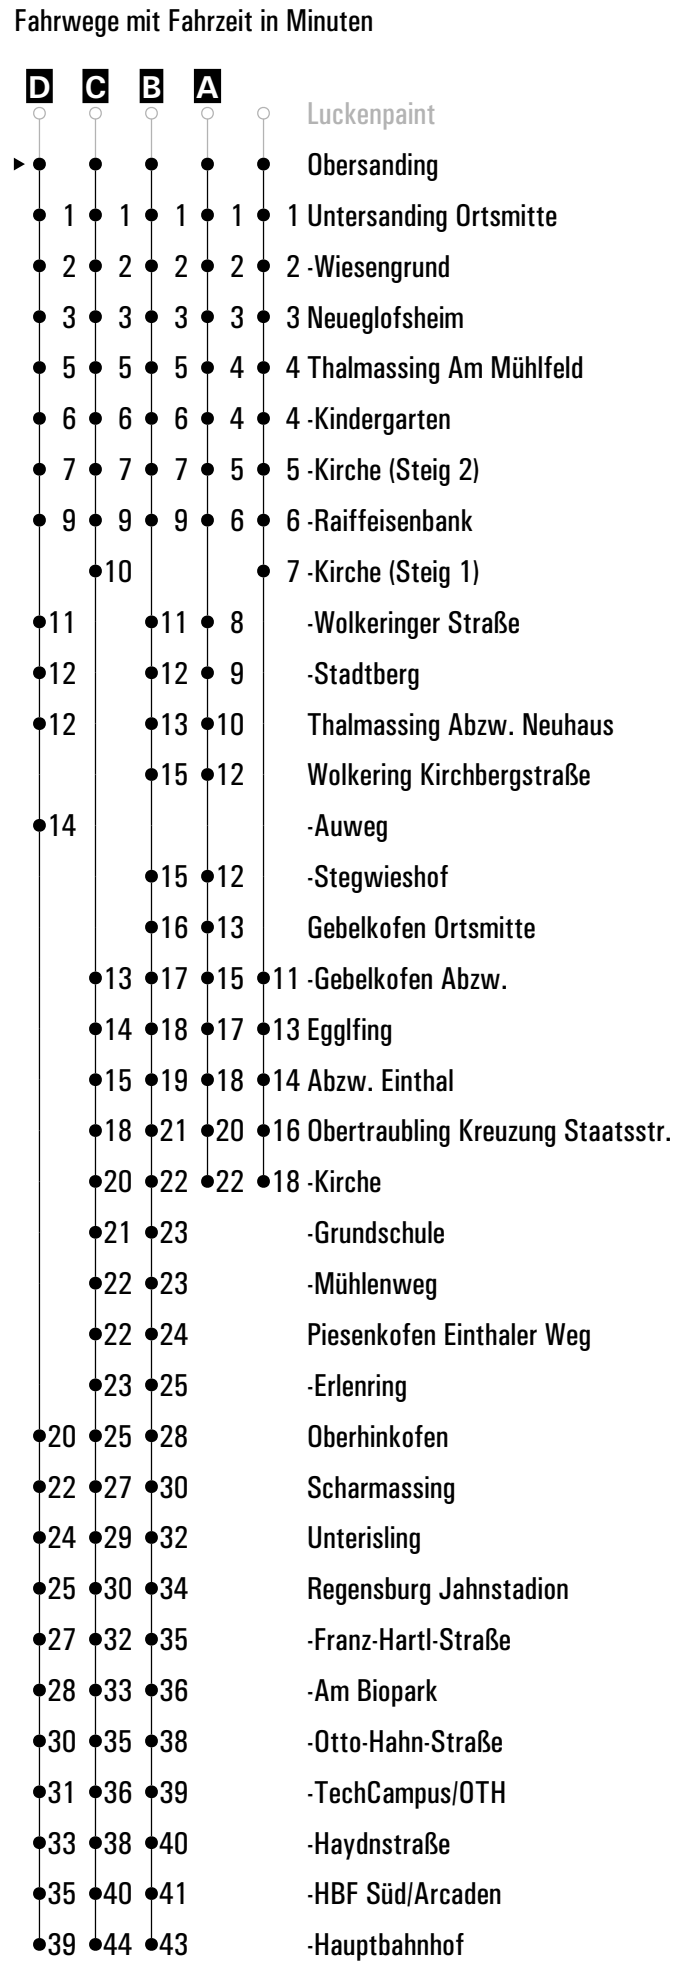 Fahrwege mit Fahrzeit in Minuten
D C B A
Luckenpaint
Obersanding
1 1 1 1 1 Untersanding Ortsmitte
2 2 2 2 2 -Wiesengrund
3 3 3 3 3 Neueglofsheim
5 5 5 4 4 Thalmassing Am Mühlfeld
6 6 6 4 4 -Kindergarten
7 7 7 5 5 -Kirche (Steig 2)
9 9 9 6 6 -Raiffeisenbank
10 7 -Kirche (Steig 1)
11 11 8 -Wolkeringer Straße
12 12 9 -Stadtberg
12 13 10 Thalmassing Abzw. Neuhaus
15 12 Wolkering Kirchbergstraße
14 -Auweg
15 12 -Stegwieshof
16 13 Gebelkofen Ortsmitte
13 17 15 11 -Gebelkofen Abzw.
14 18 17 13 Egglfing
15 19 18 14 Abzw. Einthal
18 21 20 16 Obertraubling Kreuzung Staatsstr.
20 22 22 18 -Kirche
21 23 -Grundschule
22 23 -Mühlenweg
22 24 Piesenkofen Einthaler Weg
23 25 -Erlenring
20 25 28 Oberhinkofen
22 27 30 Scharmassing
24 29 32 Unterisling
25 30 34 Regensburg Jahnstadion
27 32 35 -Franz-Hartl-Straße
28 33 36 -Am Biopark
30 35 38 -Otto-Hahn-Straße
31 36 39 -TechCampus/OTH
33 38 40 -Haydnstraße
35 40 41 -HBF Süd/Arcaden
39 44 43 -Hauptbahnhof